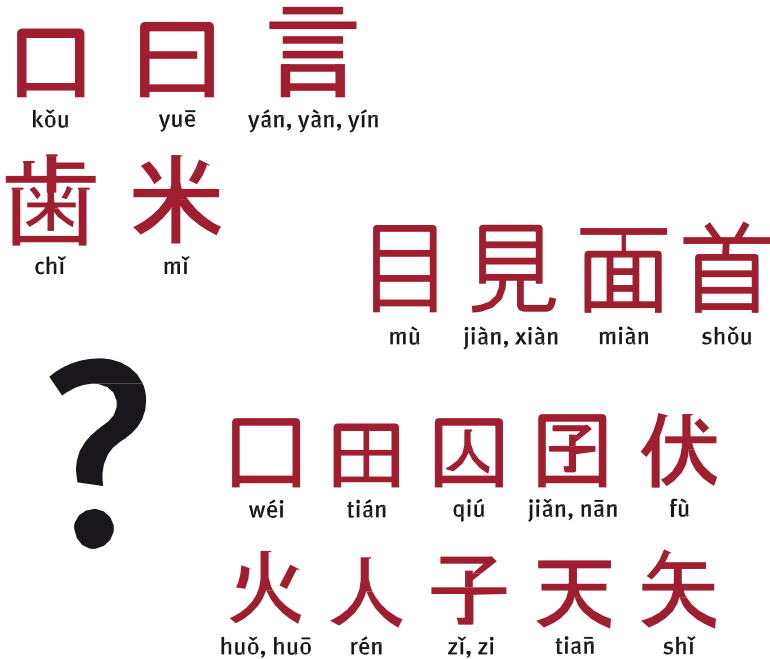 口 曰 言
kǒu yuē yán, yàn, yín
歯 米
chǐ mǐ
目 見 面 首
mù jiàn, xiàn miàn shǒu
?
囗 田 囚 囝 伏
wéi tián qiú jiǎn, nān fù
火 人 子 天 矢
huǒ, huō rén zǐ, zi tian̄ shǐ